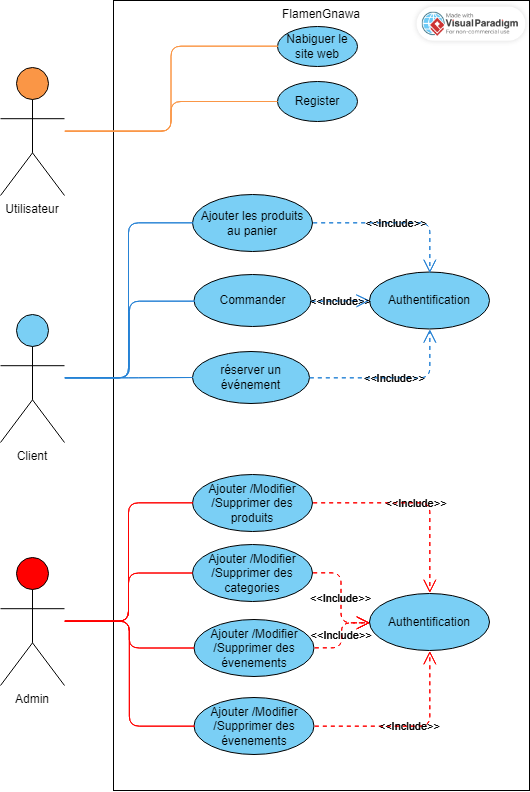 FlamenGnawa
Made with
VisualParadigm
For non-commercial use
Nabiguer le
site web
Register
Utilisateur
Ajouter les produits
au panier
<<Include>>
Commander
<<Include>>
Authentification
réserver un
événement
<<Include>>
Client
Ajouter /Modifier
/Supprimer des
produits
<<Include>>
Ajouter /Modifier
/Supprimer des
categories
<<Include>>
Authentification
Ajouter /Modifier
/Supprimer des
évenements
<<Include>>
Admin
Ajouter /Modifier
/Supprimer des
évenements
<<Include>>